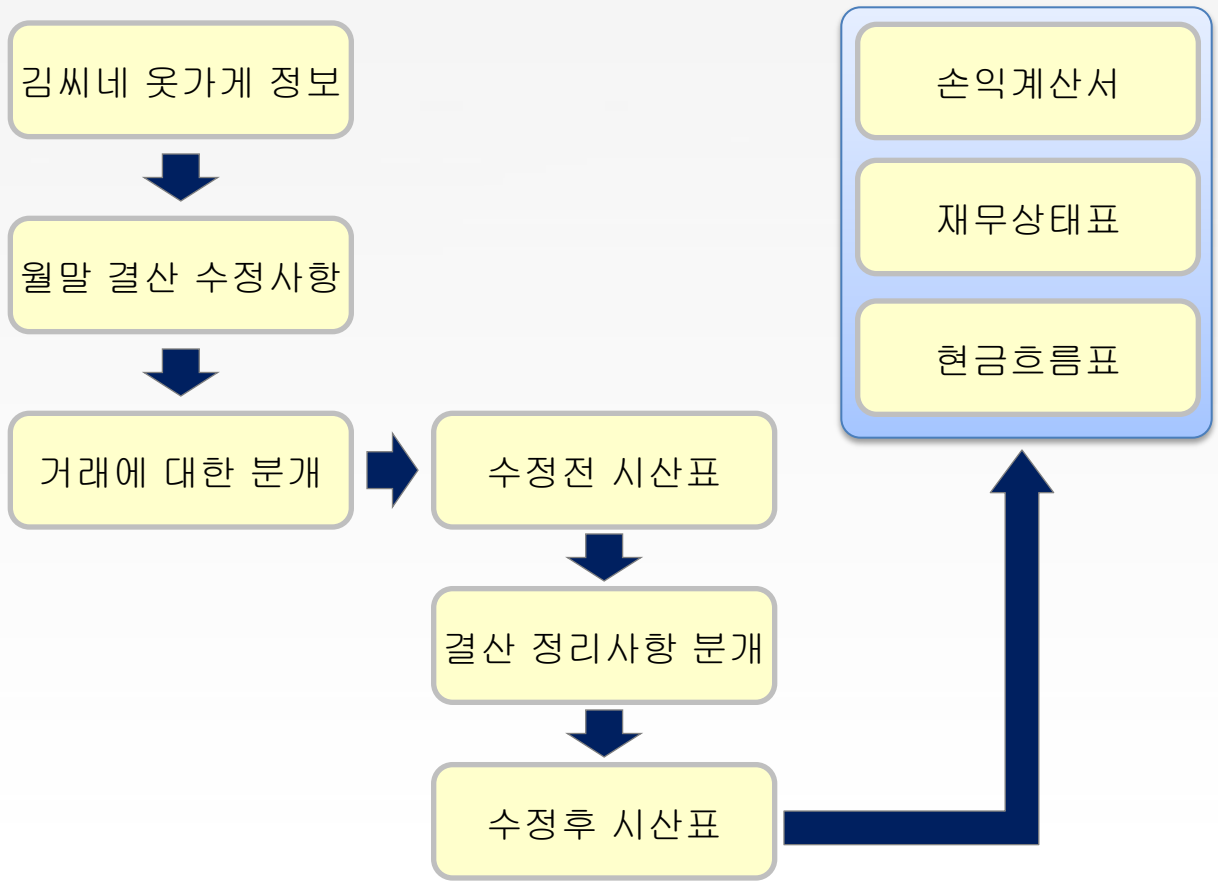 김씨네 옷가게 정보
월말 결산 수정사항
거래에 대한 분개
수정전 시산표
결산 정리사항 분개
수정후 시산표
손익계산서
재무상태표
현금흐름표